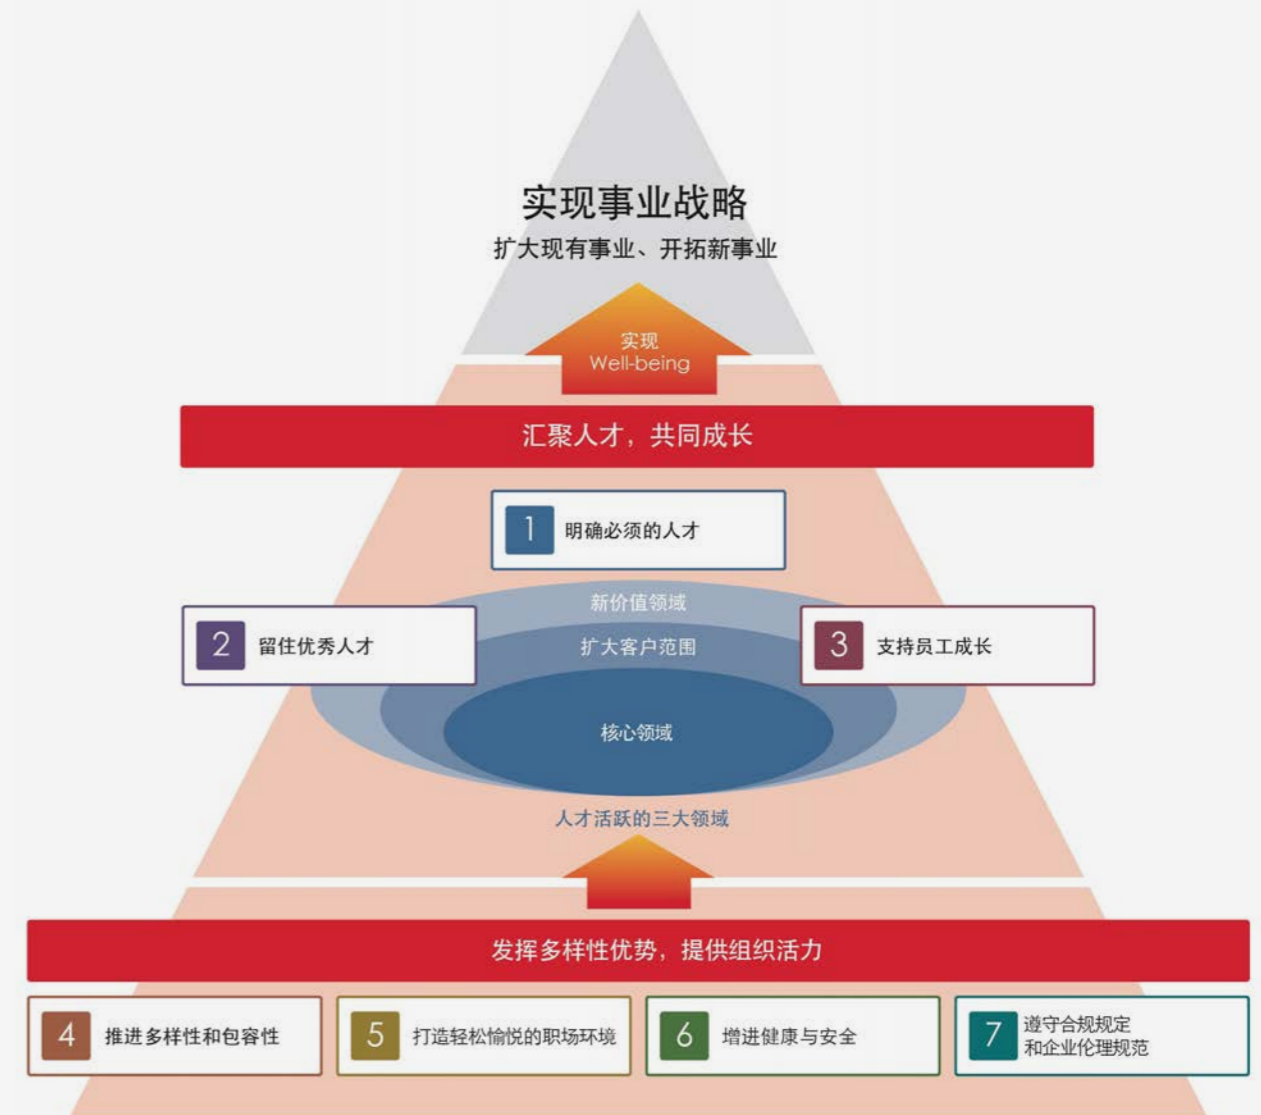 实现事业战略
扩大现有事业、开拓新事业
实现
Well-being
汇聚人才，共同成长
1 明确必须的人才
新价值领域
2 留住优秀人才
扩大客户范围
3 支持员工成长
核心领域
人才活跃的三大领域
发挥多样性优势，提供组织活力
4 推进多样性和包容性
5 打造轻松愉悦的职场环境
6 增进健康与安全
7 遵守合规规定
和企业伦理规范